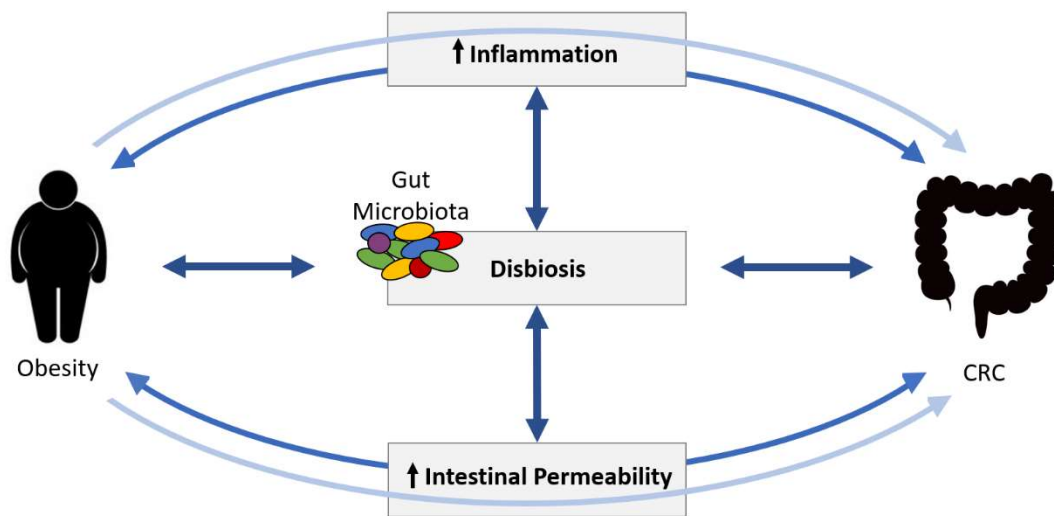 Inflammation
Gut
Microbiota
Disbiosis
Obesity
CRC
Intestinal Permeability